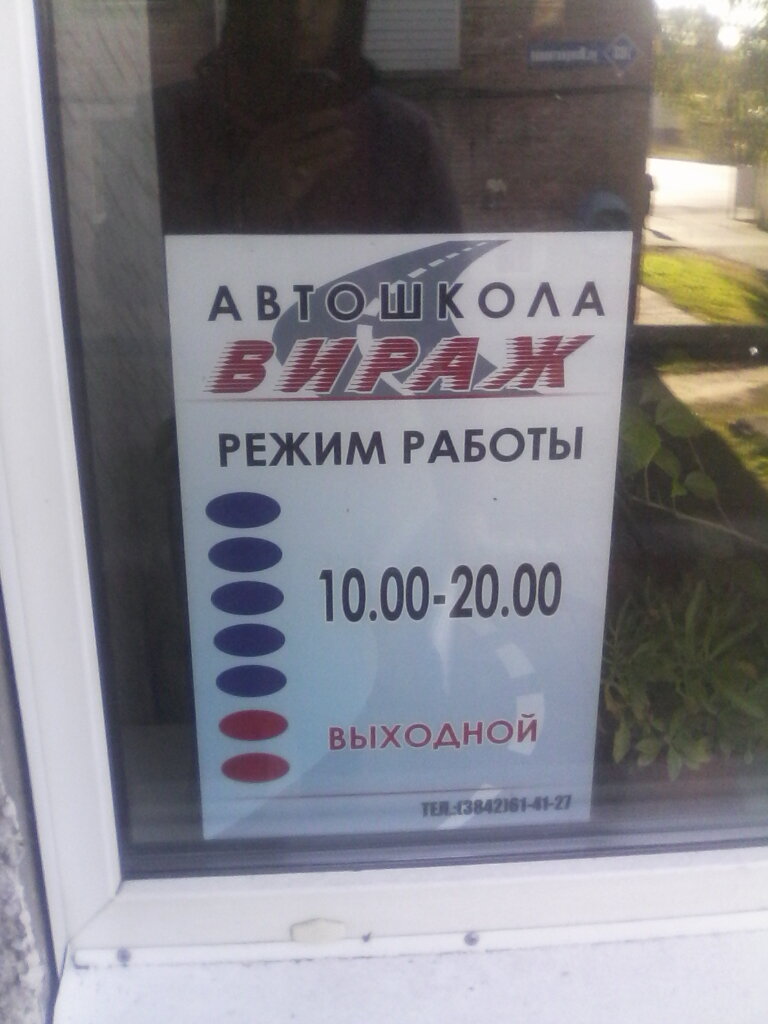 АВТОШКОЛА
ВИРАЖ
РЕЖИМ РАБОТЫ
10.00-20.00
ВЫХОДНОЙ
ТЕЛ.:(3842)61-41-27